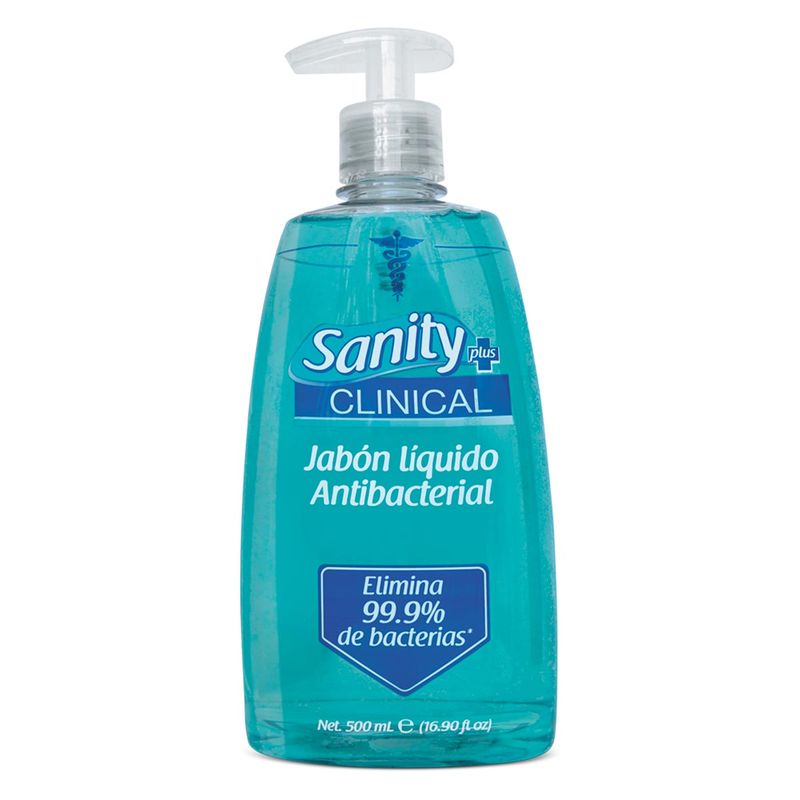 Sanity
plus
CLINICAL
Jabón líquido
Antibacterial
Elimina
99.9%
de bacterias*
Net. 500 mL ℮ (16.90 fl oz)